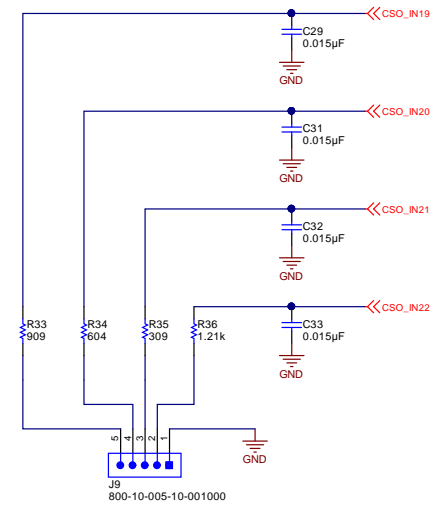 CSO_IN19
C29
0.015µF
GND
CSO_IN20
C31
0.015µF
GND
CSO_IN21
C32
0.015µF
GND
CSO_IN22
R33
909
R34
604
R35
309
R36
1.21k
C33
0.015µF
GND
5 4 3 2 1
GND
J9
800-10-005-10-001000